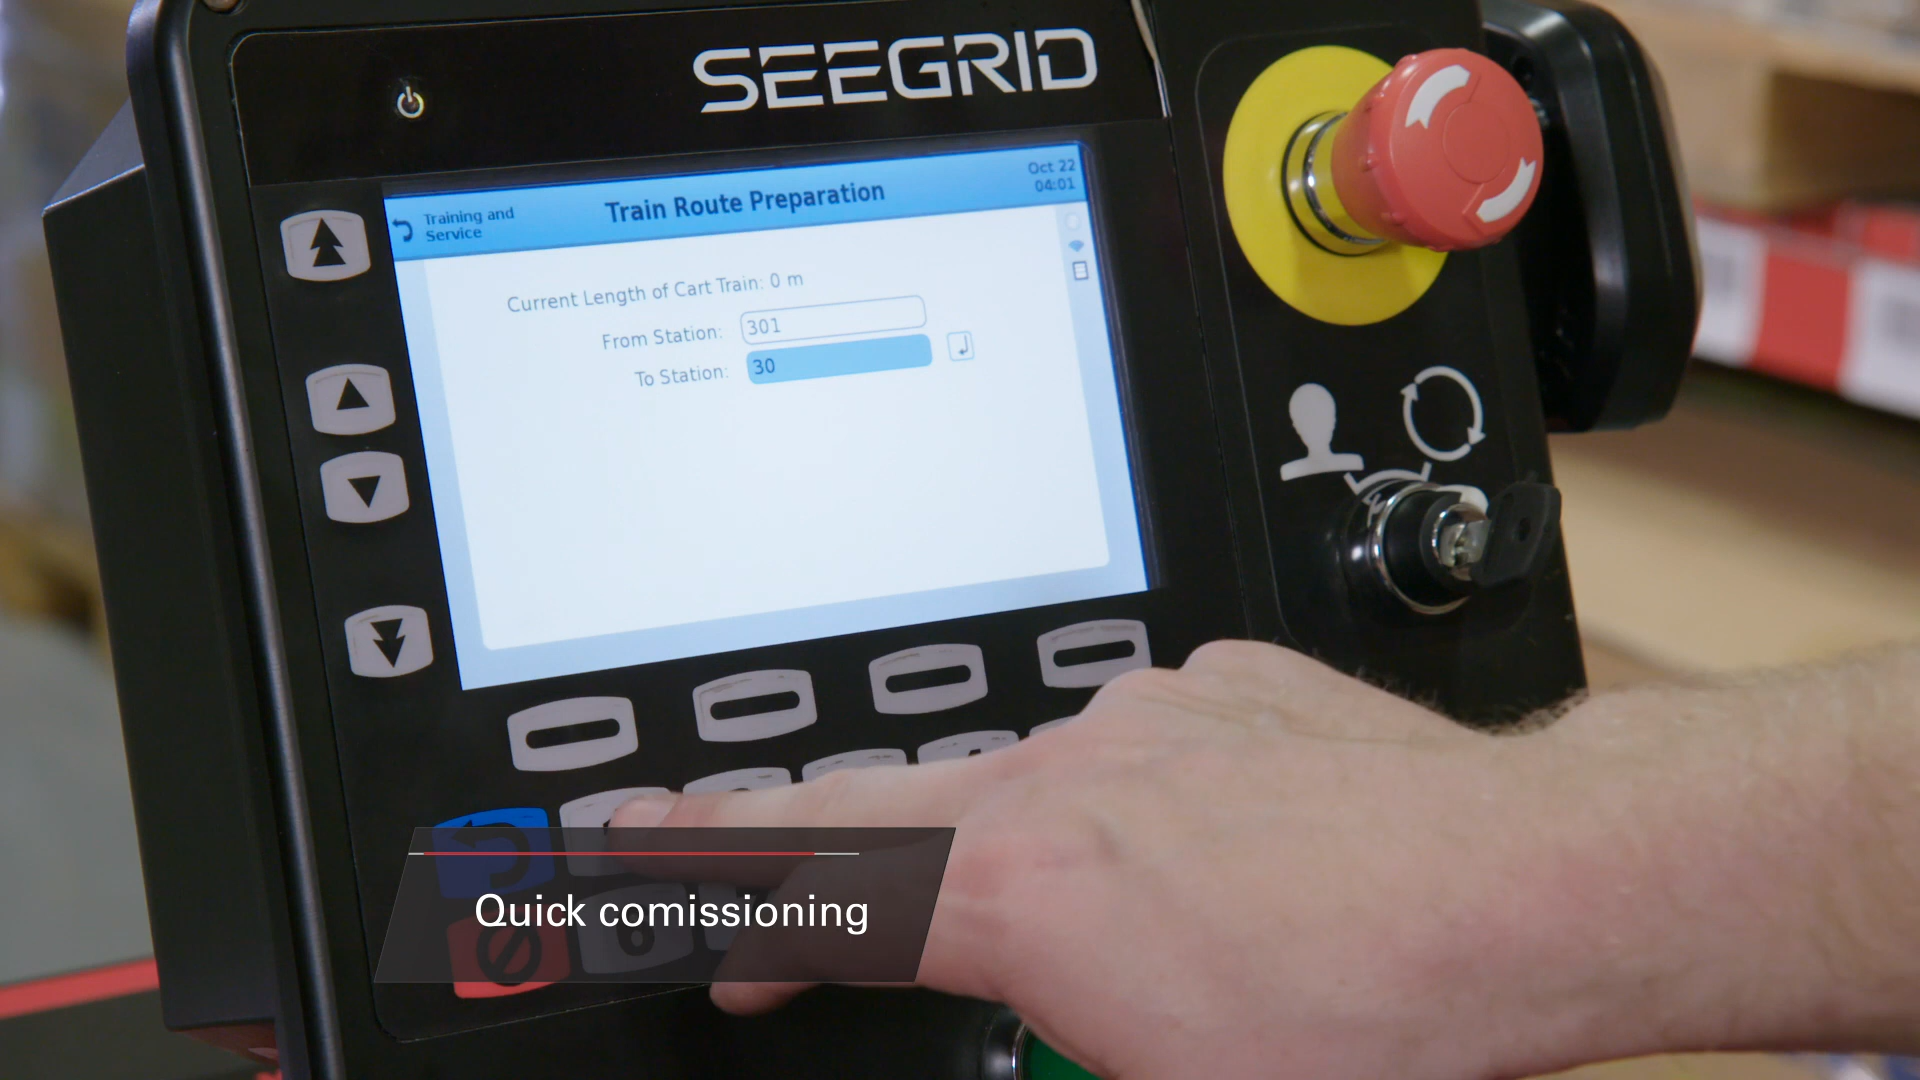 SEEGRID
Training and
Service
Train Route Preparation
Oct 22
04:01
Current Length of Cart Train: 0 m
From Station: 301
To Station: 30
Quick comissioning
6